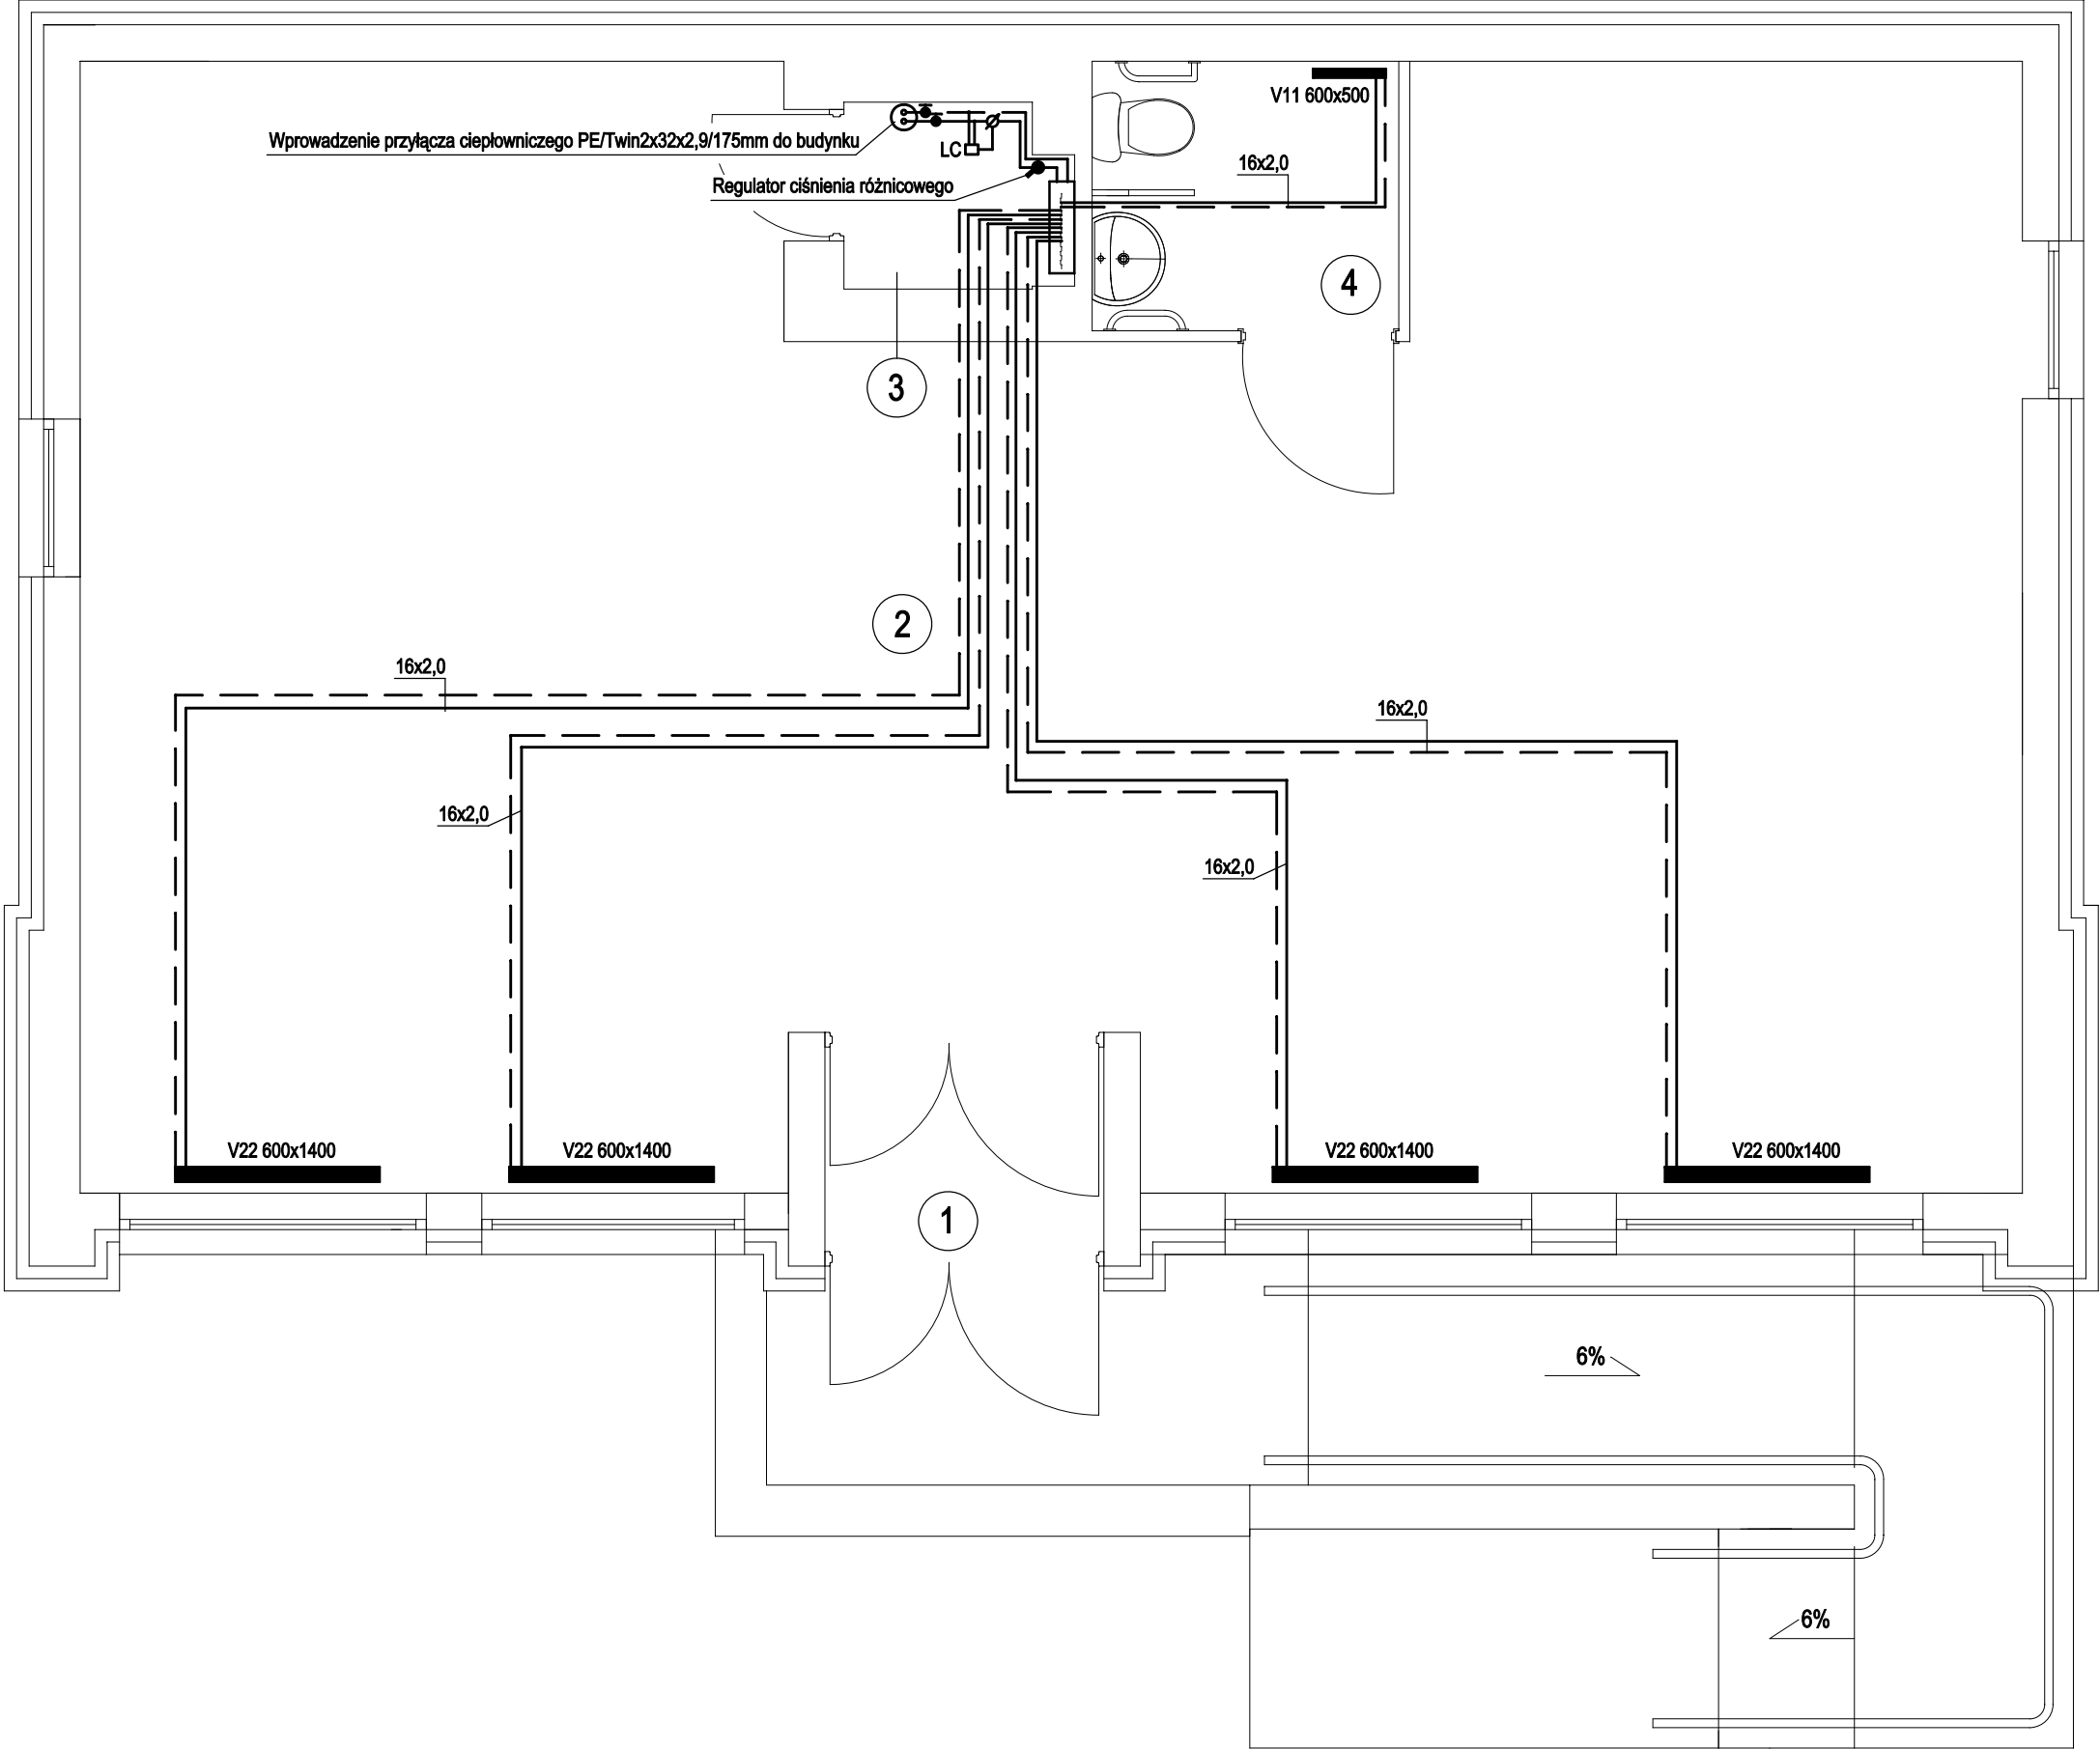 V11 600x500
Wprowadzenie przyłącza ciepłowniczego PE/Twin2x32x2,9/175mm do budynku
LC
16x2,0
Regulator ciśnienia różnicowego
4
3
2
16x2,0
16x2,0
16x2,0
16x2,0
V22 600x1400
V22 600x1400
V22 600x1400
V22 600x1400
1
6%
6%